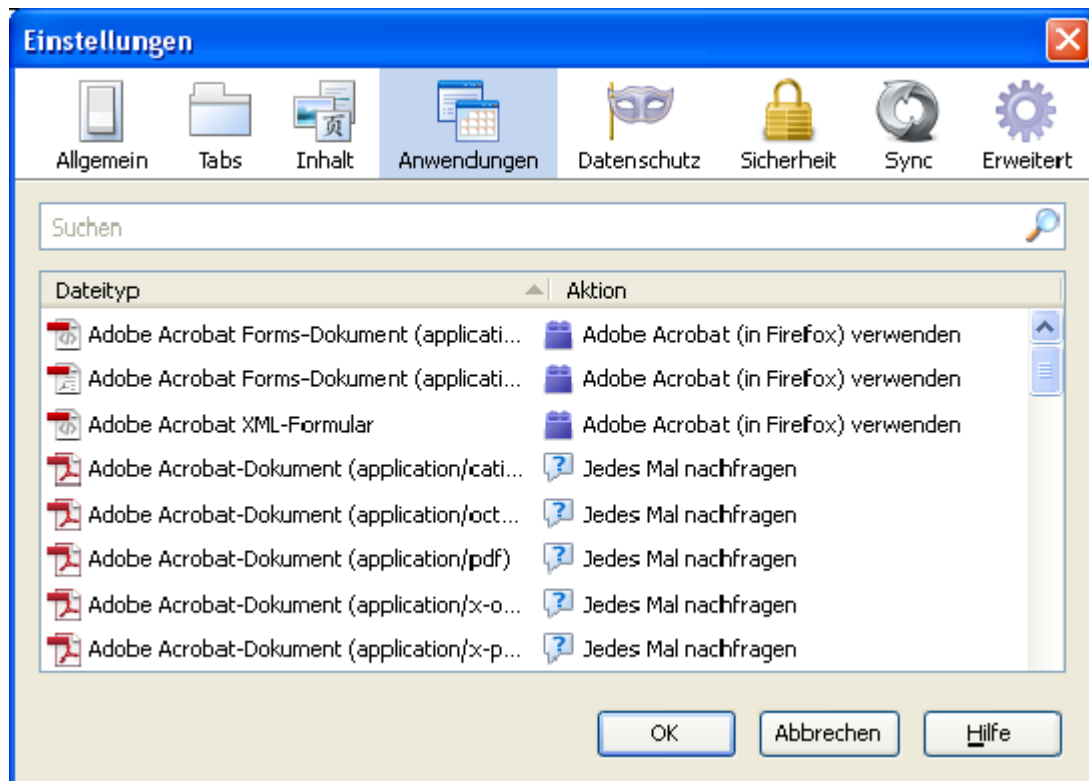 Einstellungen
Allgemein Tabs Inhalt Anwendungen Datenschutz Sicherheit Sync Erweitert
页
Suchen
Dateityp Aktion
Adobe Acrobat Forms-Dokument (applicati... Adobe Acrobat (in Firefox) verwenden
Adobe Acrobat Forms-Dokument (applicati... Adobe Acrobat (in Firefox) verwenden
Adobe Acrobat XML-Formular Adobe Acrobat (in Firefox) verwenden
Adobe Acrobat-Dokument (application/cati... Jedes Mal nachfragen
Adobe Acrobat-Dokument (application/oct... Jedes Mal nachfragen
Adobe Acrobat-Dokument (application/pdf) Jedes Mal nachfragen
Adobe Acrobat-Dokument (application/x-o... Jedes Mal nachfragen
Adobe Acrobat-Dokument (application/x-p... Jedes Mal nachfragen
OK Abbrechen Hilfe